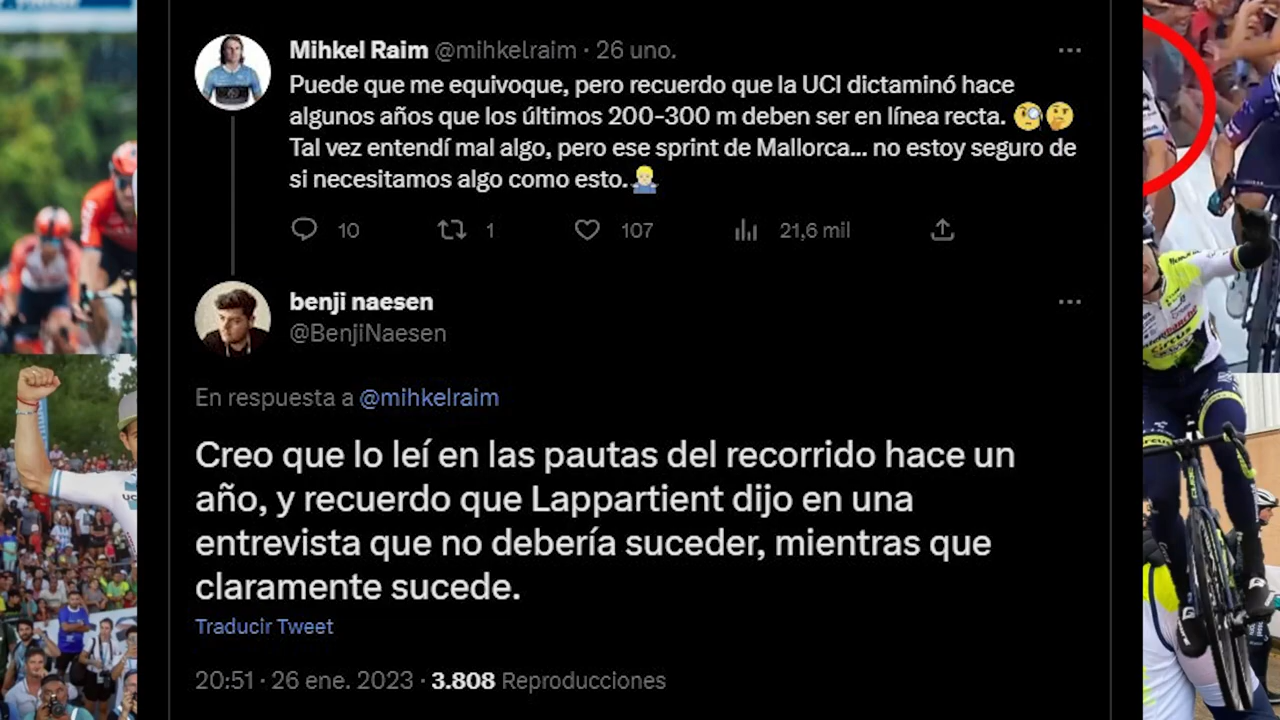 Mihkel Raim @mihkelraim · 26 uno.
Puede que me equivoque, pero recuerdo que la UCI dictaminó hace
algunos años que los últimos 200-300 m deben ser en línea recta. 🧐🤔
Tal vez entendí mal algo, pero ese sprint de Mallorca... no estoy seguro de
si necesitamos algo como esto.🤷🏼‍♂️
10 1 107 21,6 mil
benji naesen
@BenjiNaesen
En respuesta a @mihkelraim
Creo que lo leí en las pautas del recorrido hace un
año, y recuerdo que Lappartient dijo en una
entrevista que no debería suceder, mientras que
claramente sucede.
Traducir Tweet
20:51 · 26 ene. 2023 · 3.808 Reproducciones